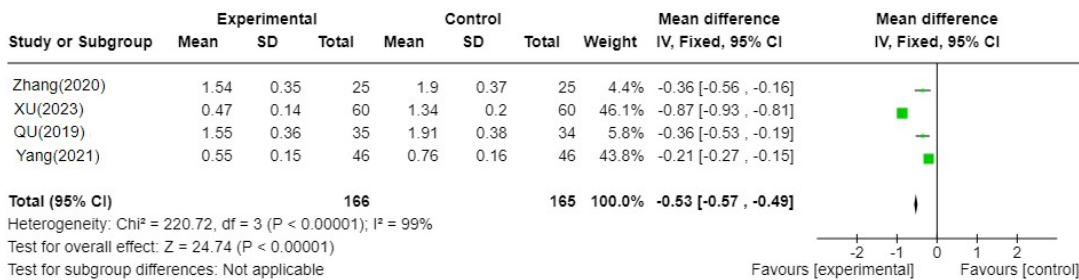 Experimental Control Mean difference Mean difference
Study or Subgroup Mean SD Total Mean SD Total Weight IV, Fixed, 95% CI IV, Fixed, 95% CI
Zhang(2020) 1.54 0.35 25 1.9 0.37 25 4.4% -0.36 [-0.56 , -0.16]
XU(2023) 0.47 0.14 60 1.34 0.2 60 46.1% -0.87 [-0.93 , -0.81]
QU(2019) 1.55 0.36 35 1.91 0.38 34 5.8% -0.36 [-0.53 , -0.19]
Yang(2021) 0.55 0.15 46 0.76 0.16 46 43.8% -0.21 [-0.27 , -0.15]
Total (95% CI) 166 165 100.0% -0.53 [-0.57 , -0.49]
Heterogeneity: Chi² = 220.72, df = 3 (P < 0.00001); I² = 99%
Test for overall effect: Z = 24.74 (P < 0.00001)
Test for subgroup differences: Not applicable
-2 -1 0 1 2
Favours [experimental] Favours [control]